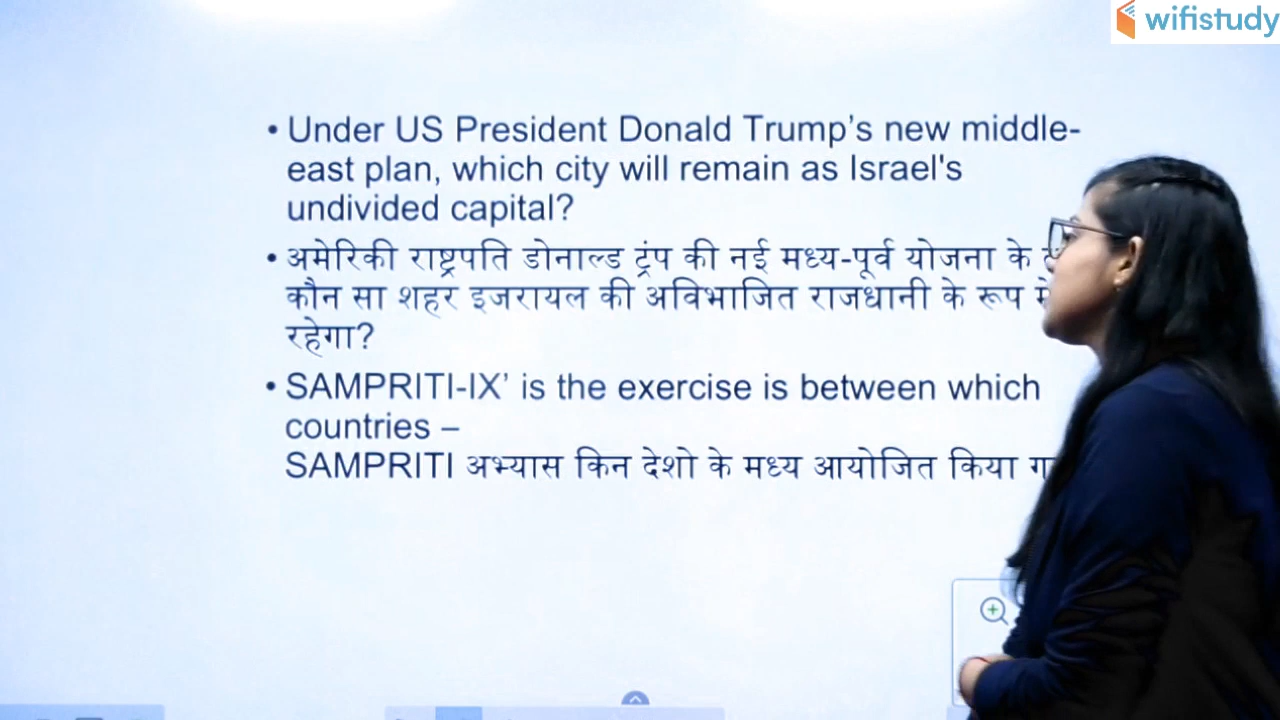 wifistudy
• Under US President Donald Trump’s new middle-
east plan, which city will remain as Israel's
undivided capital?
• अमेरिकी राष्ट्रपति डोनाल्ड ट्रंप की नई मध्य-पूर्व योजना के
कौन सा शहर इजरायल की अविभाजित राजधानी के रूप
रहेगा?
• SAMPRITI-IX’ is the exercise is between which
countries –
SAMPRITI अभ्यास किन देशो के मध्य आयोजित किया